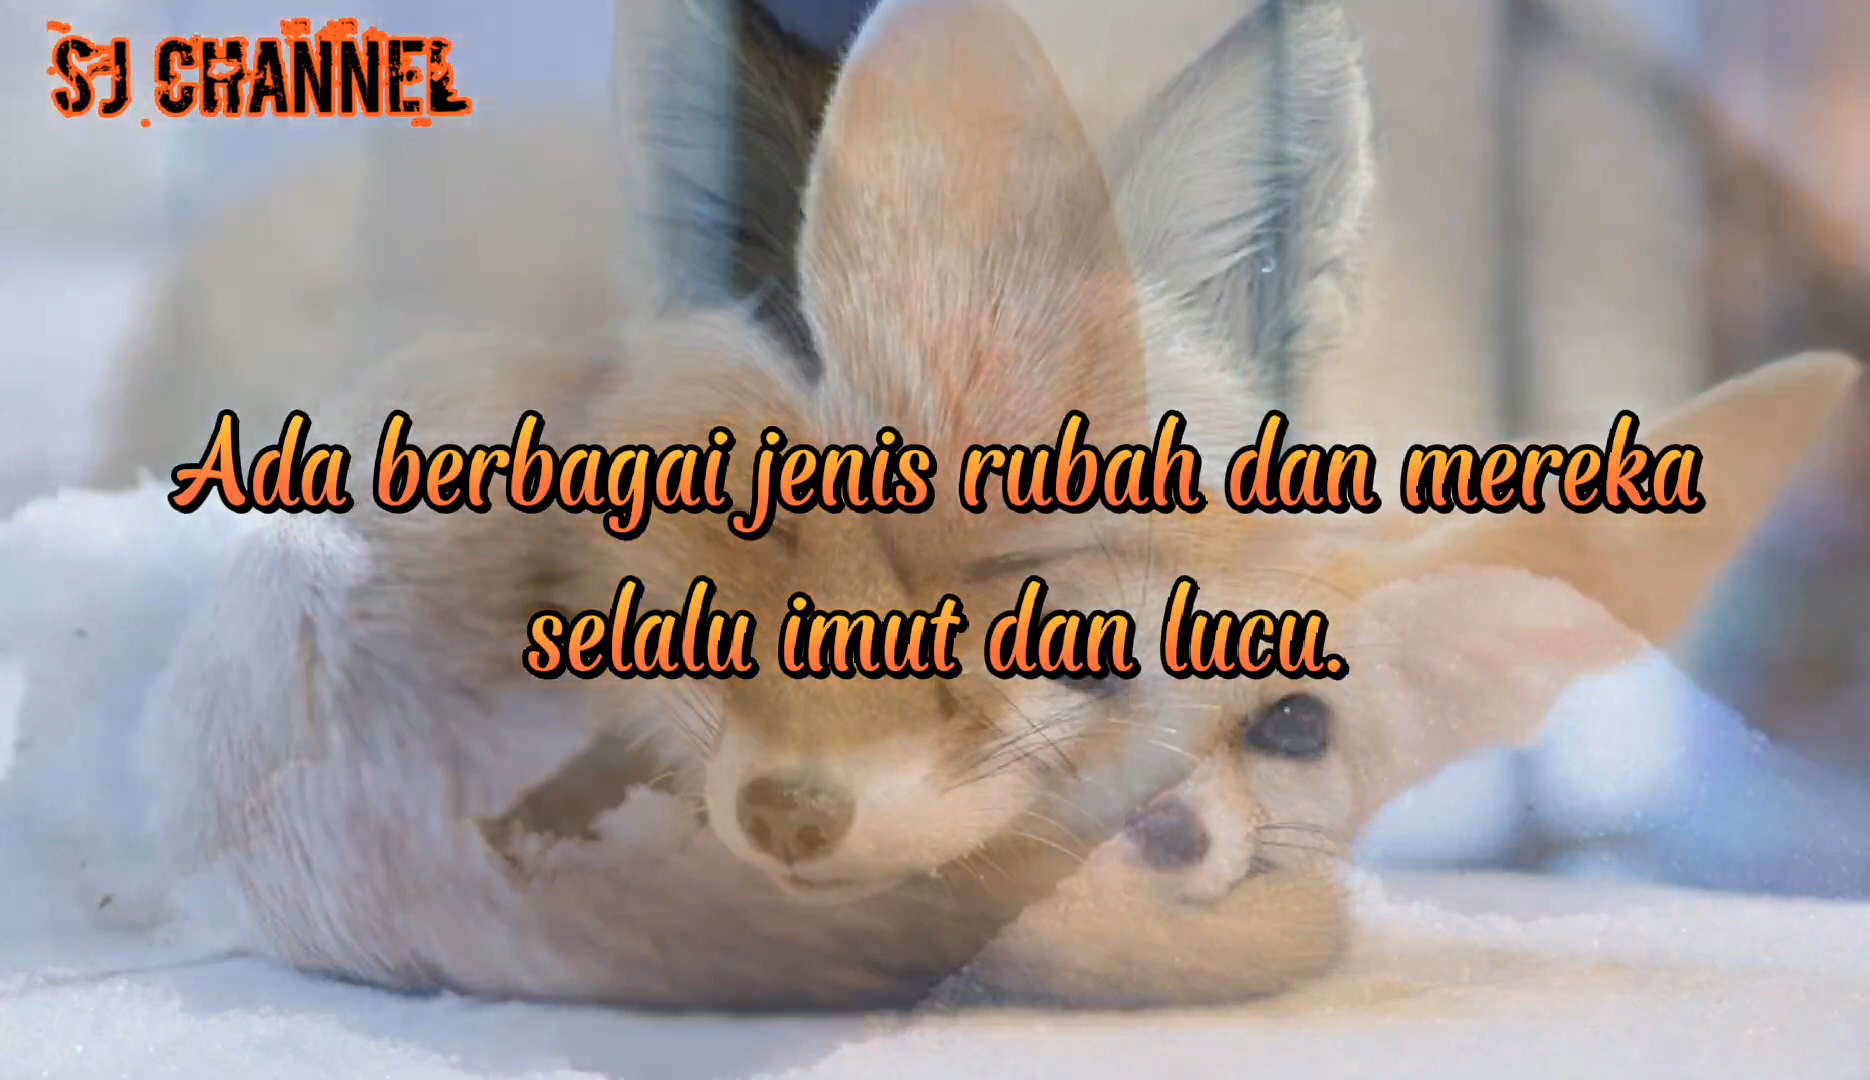 SJ CHANNEL
Ada berbagai jenis rubah dan mereka
selalu imut dan lucu.